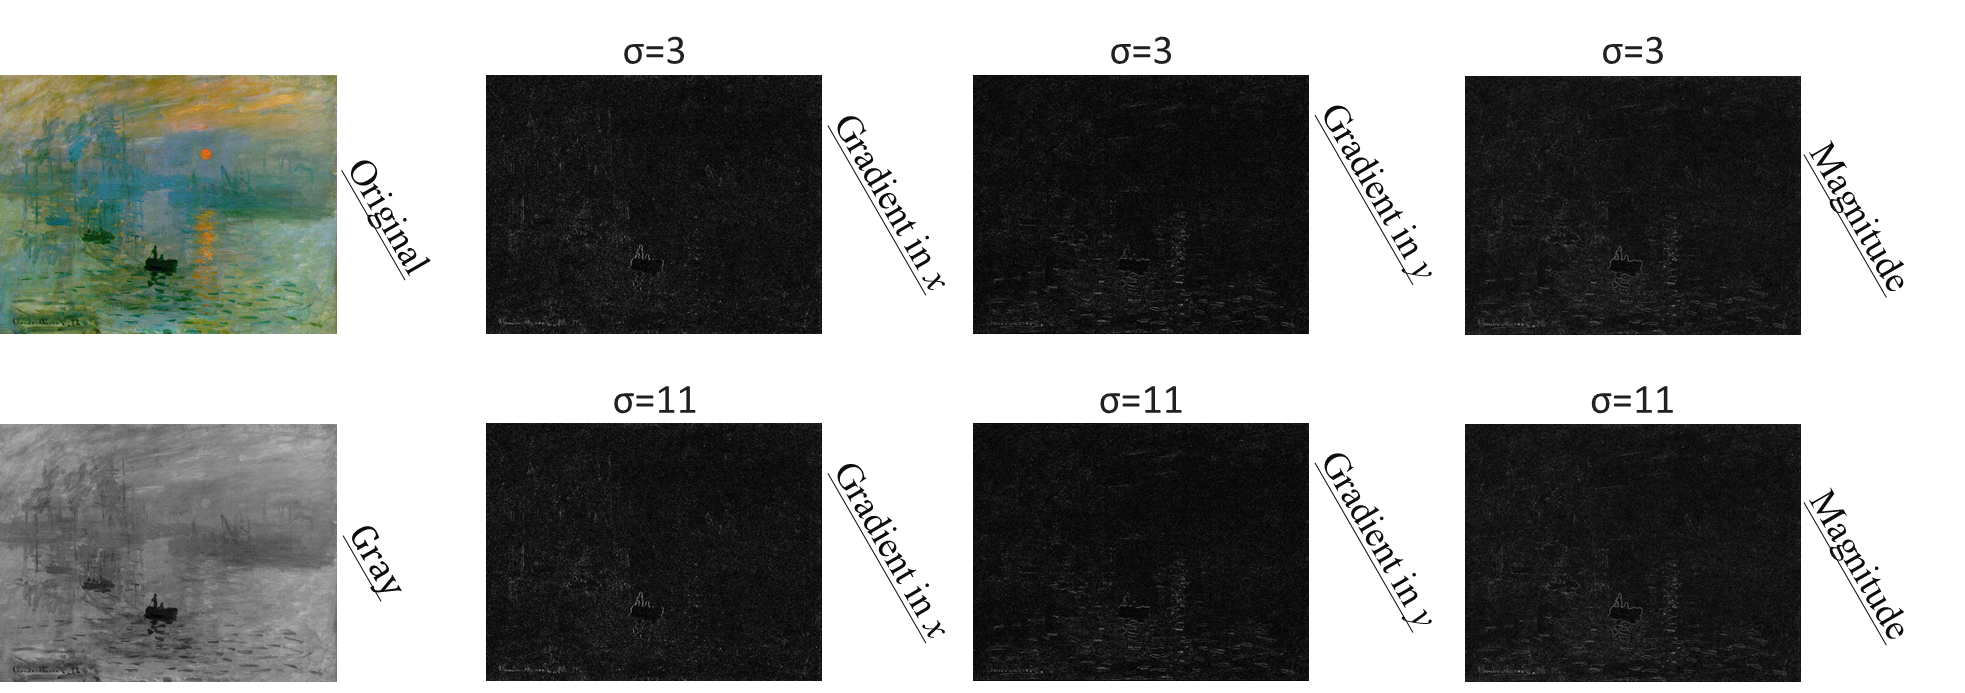 σ=3
σ=3
σ=3
Original
Gradient in x
Gradient in y
Magnitude
σ=11
σ=11
σ=11
Gray
Gradient in x
Gradient in y
Magnitude